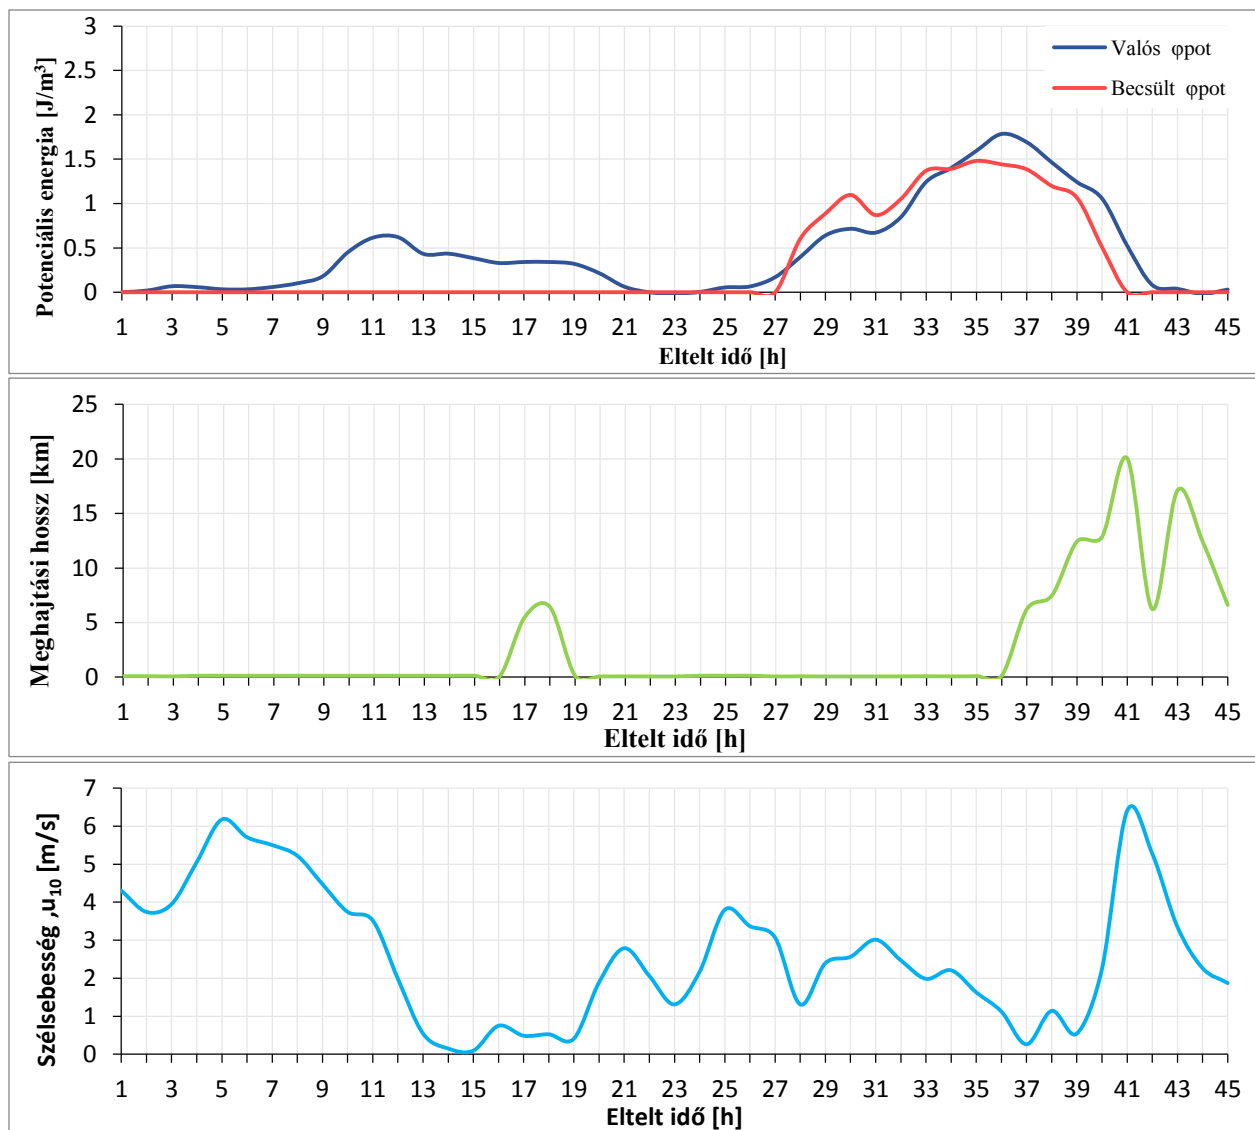 Potenciális energia [J/m³]
3
2.5
2
1.5
1
0.5
0
Valós φpot
Becsült φpot
1 3 5 7 9 11 13 15 17 19 21 23 25 27 29 31 33 35 37 39 41 43 45
Eltelt idő [h]
Meghajtási hossz [km]
25
20
15
10
5
0
1 3 5 7 9 11 13 15 17 19 21 23 25 27 29 31 33 35 37 39 41 43 45
Eltelt idő [h]
Szélsebesség ,u₁₀ [m/s]
7
6
5
4
3
2
1
0
1 3 5 7 9 11 13 15 17 19 21 23 25 27 29 31 33 35 37 39 41 43 45
Eltelt idő [h]